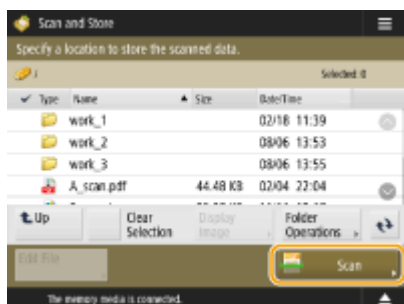 Scan and Store
Specify a location to store the scanned data.
/ Selected: 0
✓ Type Name ▲ Size Date/Time
work_1 02/18 11:39
work_2 08/06 13:53
work_3 08/06 13:55
A_scan.pdf 44.48 KB 02/04 22:04
Up Clear Selection Display Image Folder Operations
Edit File Scan
The memory media is connected.